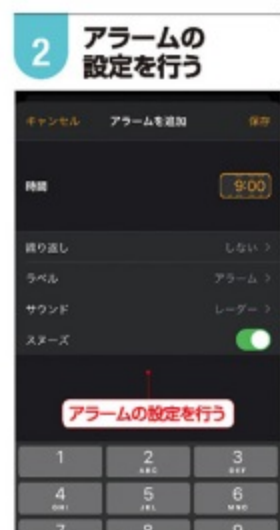 2
アラームの
設定を行う
キャンセル アラームを追加 保存
時間 9:00
繰り返し しない >
ラベル アラーム >
サウンド レーダー >
スヌーズ
アラームの設定を行う
1 2 3
ABC DEF
4 5 6
GHI JKL MNO
7 8 9